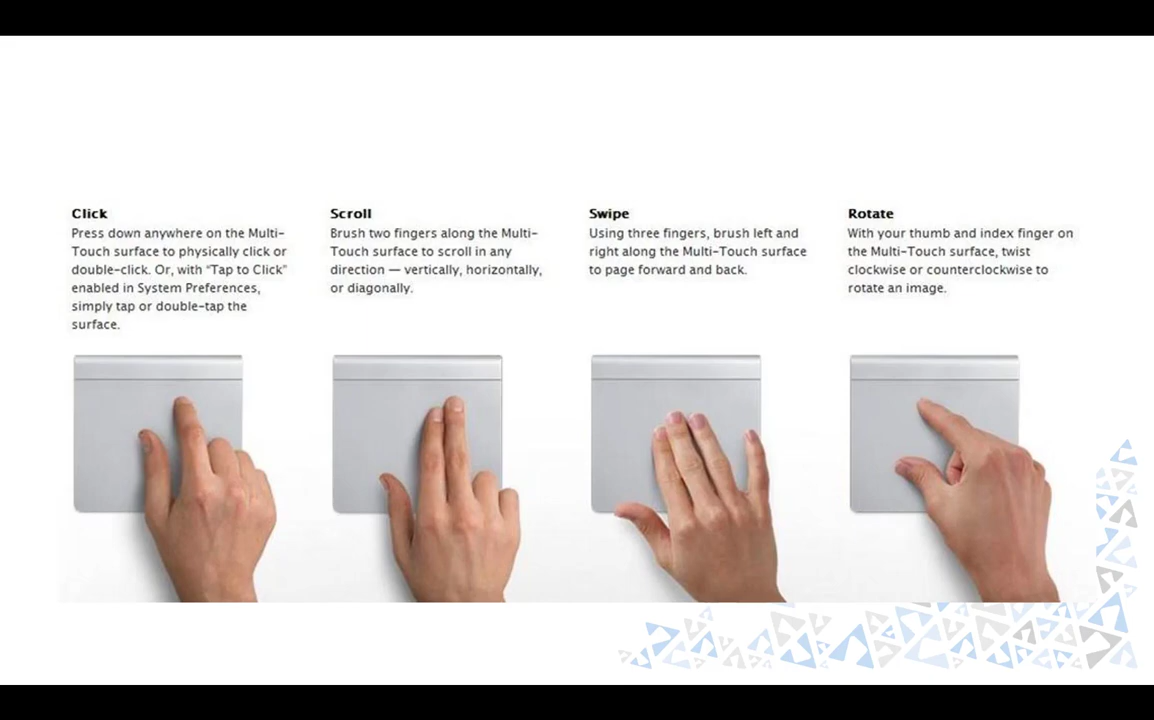 Click
Press down anywhere on the Multi-
Touch surface to physically click or
double-click. Or, with “Tap to Click”
enabled in System Preferences,
simply tap or double-tap the
surface.
Scroll
Brush two fingers along the Multi-
Touch surface to scroll in any
direction — vertically, horizontally,
or diagonally.
Swipe
Using three fingers, brush left and
right along the Multi-Touch surface
to page forward and back.
Rotate
With your thumb and index finger on
the Multi-Touch surface, twist
clockwise or counterclockwise to
rotate an image.